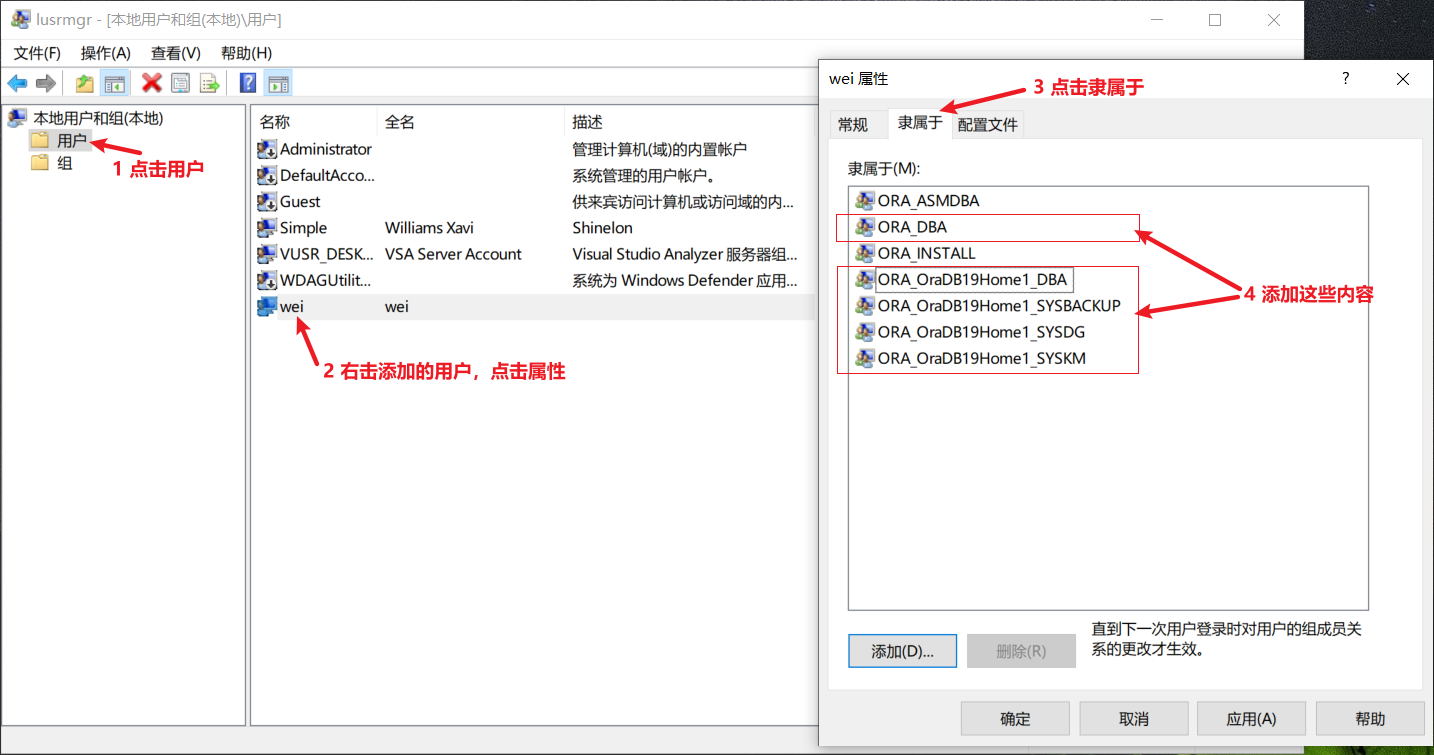 lusrmgr - [本地用户和组(本地)\用户]
文件(F) 操作(A) 查看(V) 帮助(H)
本地用户和组(本地)
用户
组
1 点击用户
名称 全名 描述
Administrator 管理计算机(域)的内置帐户
DefaultAcco... 系统管理的用户帐户。
Guest 供来宾访问计算机或访问域的内...
Simple Williams Xavi Shinelon
VUSR_DESK... VSA Server Account Visual Studio Analyzer 服务器组...
WDAGUtilit... 系统为 Windows Defender 应用...
wei wei
2 右击添加的用户，点击属性
wei 属性
3 点击隶属于
常规 隶属于 配置文件
隶属于(M):
ORA_ASMDBA
ORA_DBA
ORA_INSTALL
ORA_OraDB19Home1_DBA
ORA_OraDB19Home1_SYSBACKUP
ORA_OraDB19Home1_SYSDG
ORA_OraDB19Home1_SYSKM
4 添加这些内容
添加(D)... 删除(R)
直到下一次用户登录时对用户的组成员关
系的更改才生效。
确定 取消 应用(A) 帮助